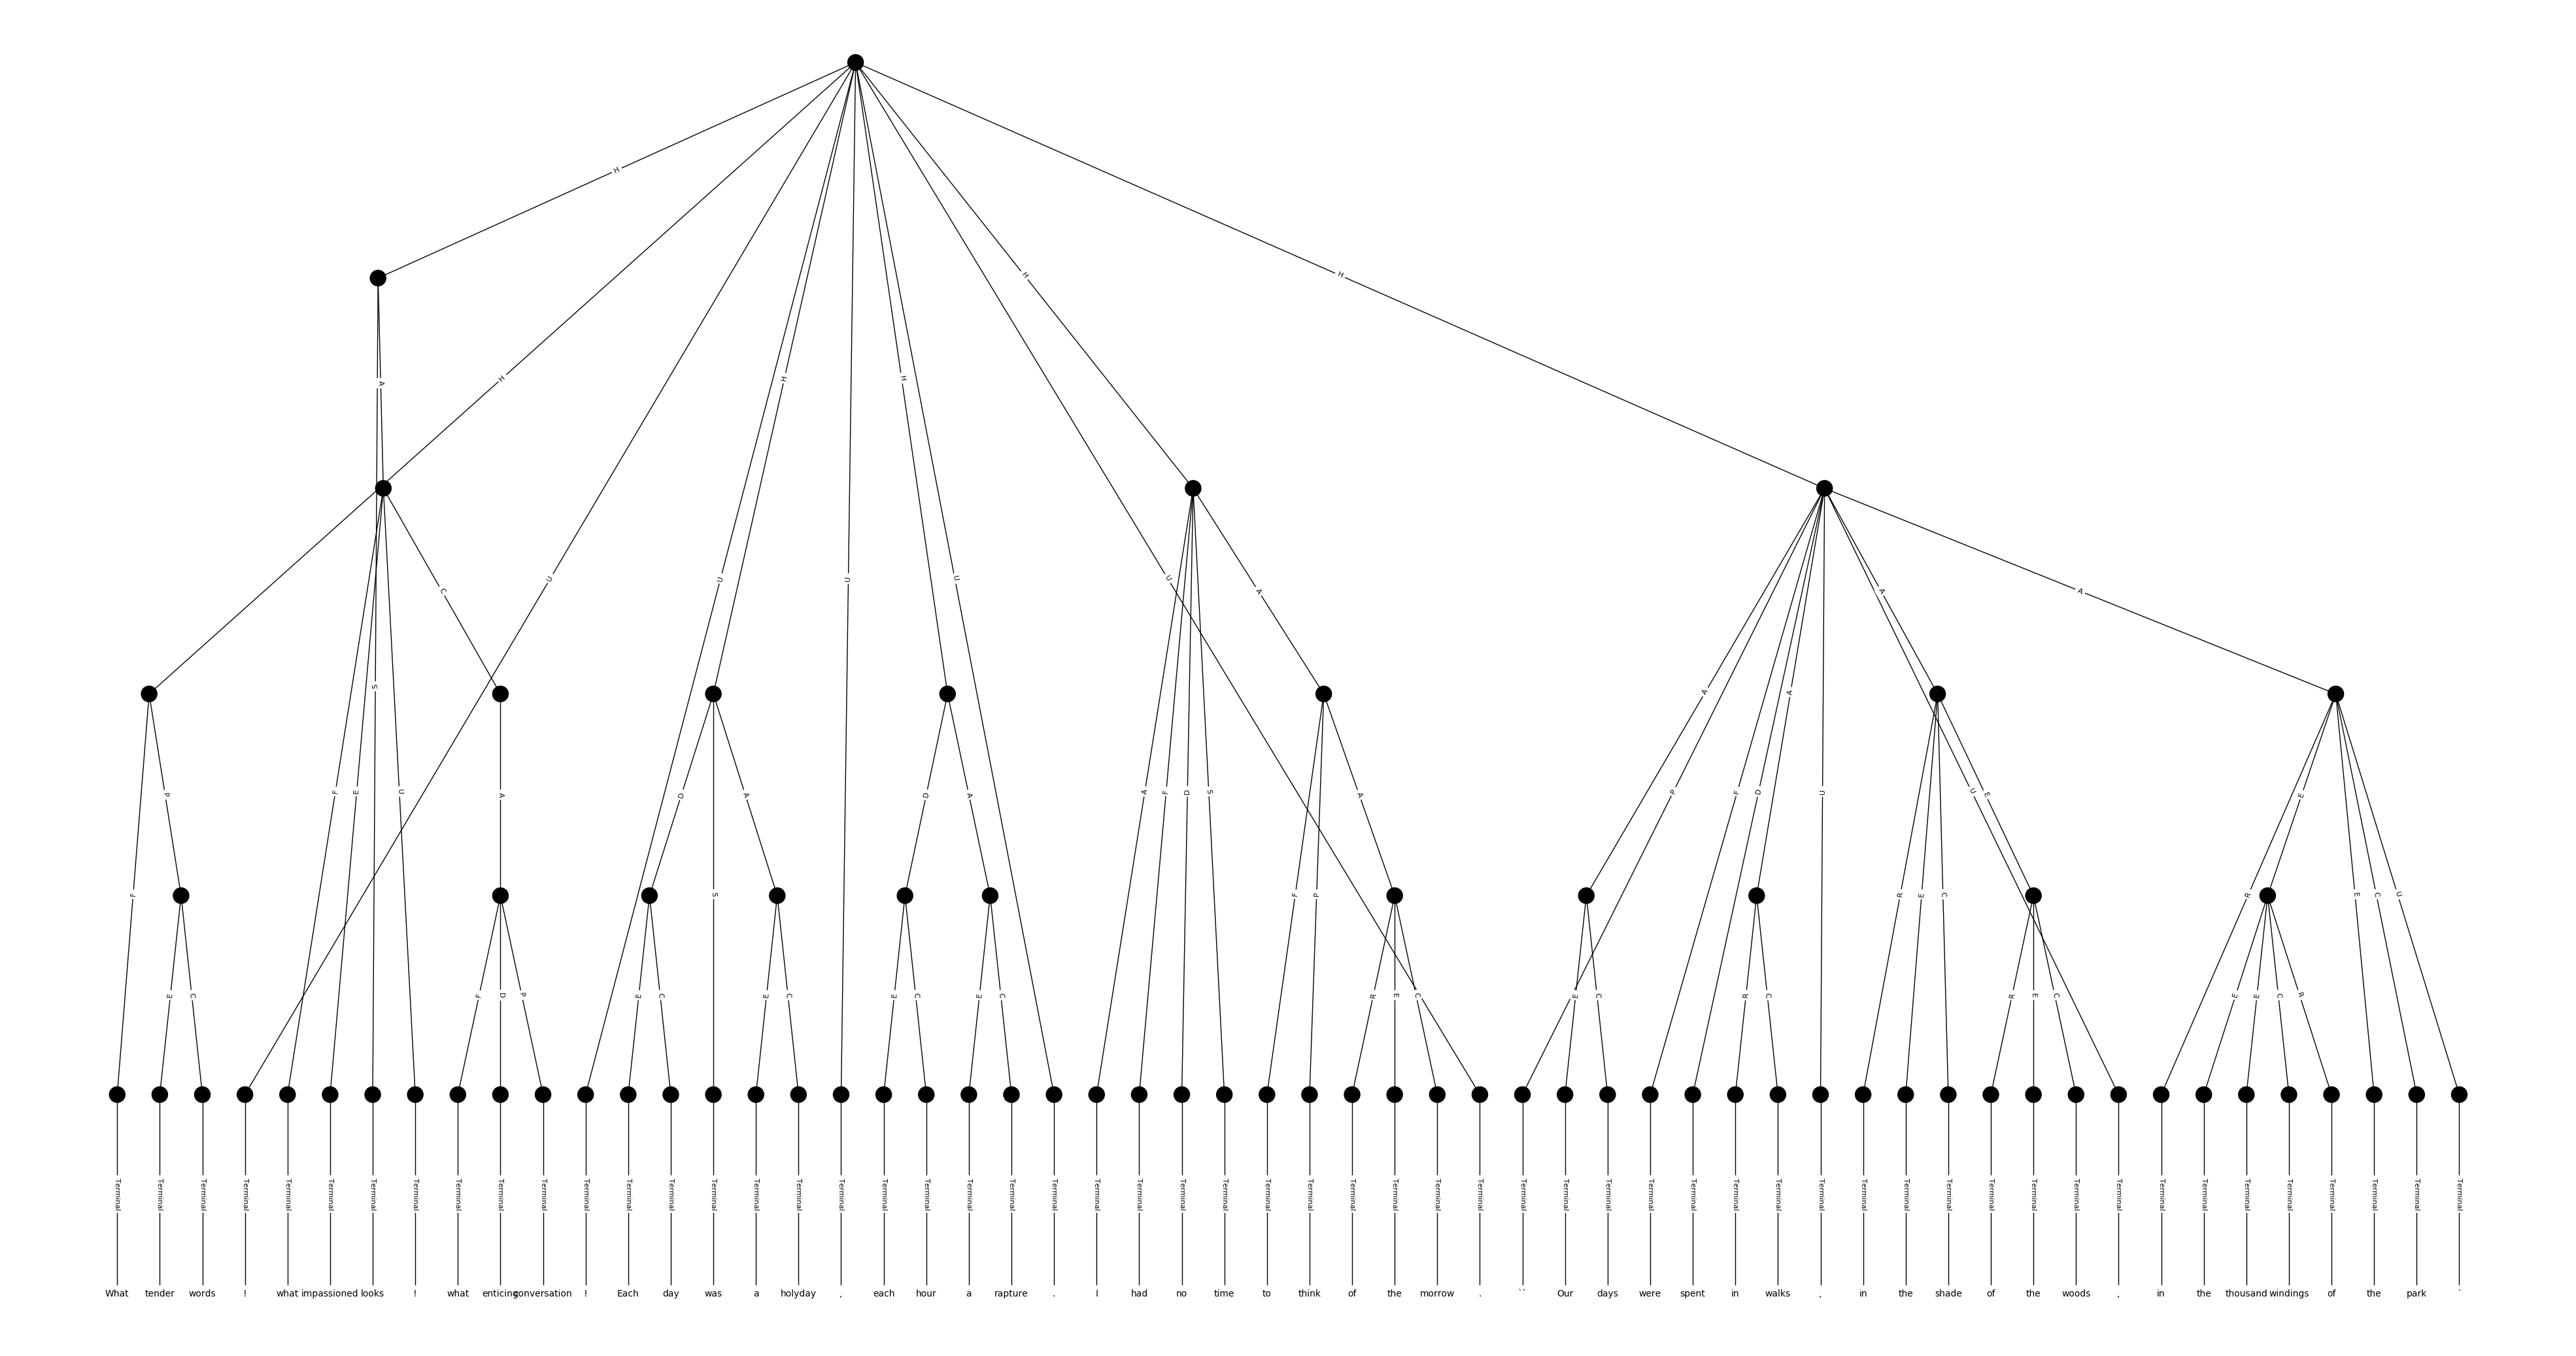 H
H H
A H H H
U U U U U C A A A
S A A
F E U D A D A A F D S A P F D A U U E E
P A
F S F P R E C R E C U
E C F D P E C E C E C E C R E C E C R C R E C E E C R
Terminal Terminal Terminal Terminal Terminal Terminal Terminal Terminal Terminal Terminal Terminal Terminal Terminal Terminal Terminal Terminal Terminal Terminal Terminal Terminal Terminal Terminal Terminal Terminal Terminal Terminal Terminal Terminal Terminal Terminal Terminal Terminal Terminal Terminal Terminal Terminal Terminal Terminal Terminal Terminal Terminal Terminal Terminal Terminal Terminal Terminal Terminal Terminal Terminal Terminal Terminal Terminal Terminal Terminal Terminal Terminal
What tender words ! what impassioned looks ! what enticing conversation ! Each day was a holyday , each hour a rapture . I had no time to think of the morrow . `` Our days were spent in walks , in the shade of the woods , in the thousand windings of the park '